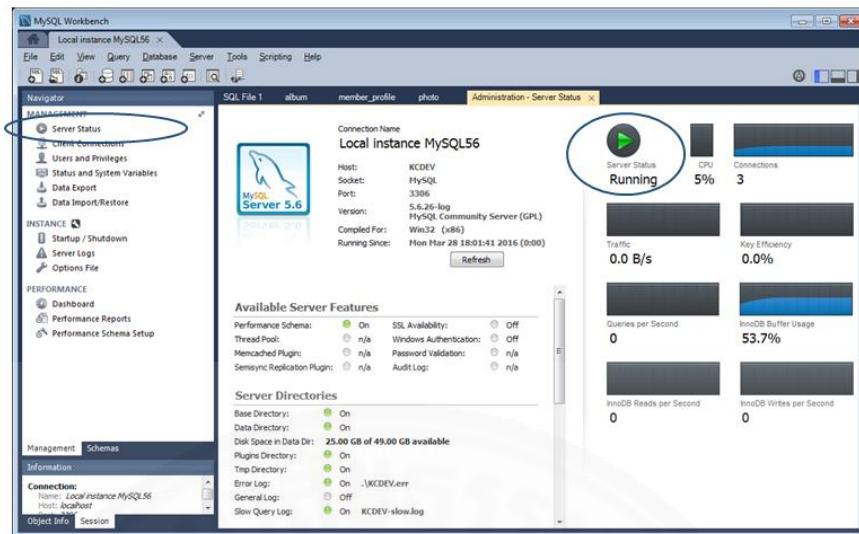 MySQL Workbench
Local instance MySQL56
File Edit View Query Database Server Tools Scripting Help
Navigator
SQL File 1 album member_profile photo Administration - Server Status
MANAGEMENT
Server Status
Client Connections
Users and Privileges
Status and System Variables
Data Export
Data Import/Restore
INSTANCE
Startup / Shutdown
Server Logs
Options File
PERFORMANCE
Dashboard
Performance Reports
Performance Schema Setup
Management Schemas
Information
Connection:
Name: Local instance MySQL56
Host: localhost
Object Info Session
MySQL
Server 5.6
Connection Name
Local instance MySQL56
Host: KCDEV
Socket: MySQL
Port: 3306
Version: 5.6.26-log
MySQL Community Server (GPL)
Compiled For: Win32 (x86)
Running Since: Mon Mar 28 18:01:41 2016 (0:00)
Refresh
Available Server Features
Performance Schema: On SSL Availability: Off
Thread Pool: n/a Windows Authentication: Off
Memcached Plugin: n/a Password Validation: n/a
Semisync Replication Plugin: n/a Audit Log: n/a
Server Directories
Base Directory: On
Data Directory: On
Disk Space in Data Dir: 25.00 GB of 49.00 GB available
Plugins Directory: On
Tmp Directory: On
Error Log: On .\KCDEV.err
General Log: Off
Slow Query Log: On KCDEV-slow.log
Server Status CPU Connections
Running 5% 3
Traffic Key Efficiency
0.0 B/s 0.0%
Queries per Second InnoDB Buffer Usage
0 53.7%
InnoDB Reads per Second InnoDB Writes per Second
0 0